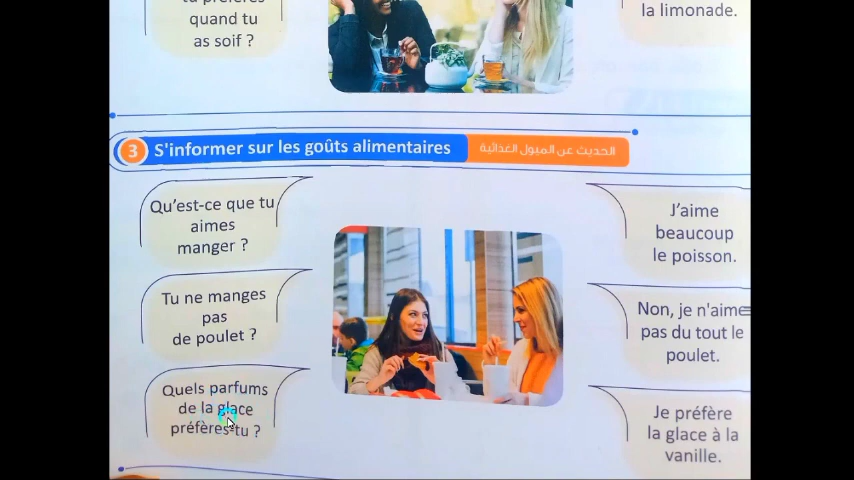 quand tu
as soif ?
la limonade.
3 S'informer sur les goûts alimentaires
الحديث عن الميول الغذائية
Qu'est-ce que tu
aimes
manger ?
J'aime
beaucoup
le poisson.
Tu ne manges
pas
de poulet ?
Non, je n'aime
pas du tout le
poulet.
Quels parfums
de la glace
préfères-tu ?
Je préfère
la glace à la
vanille.